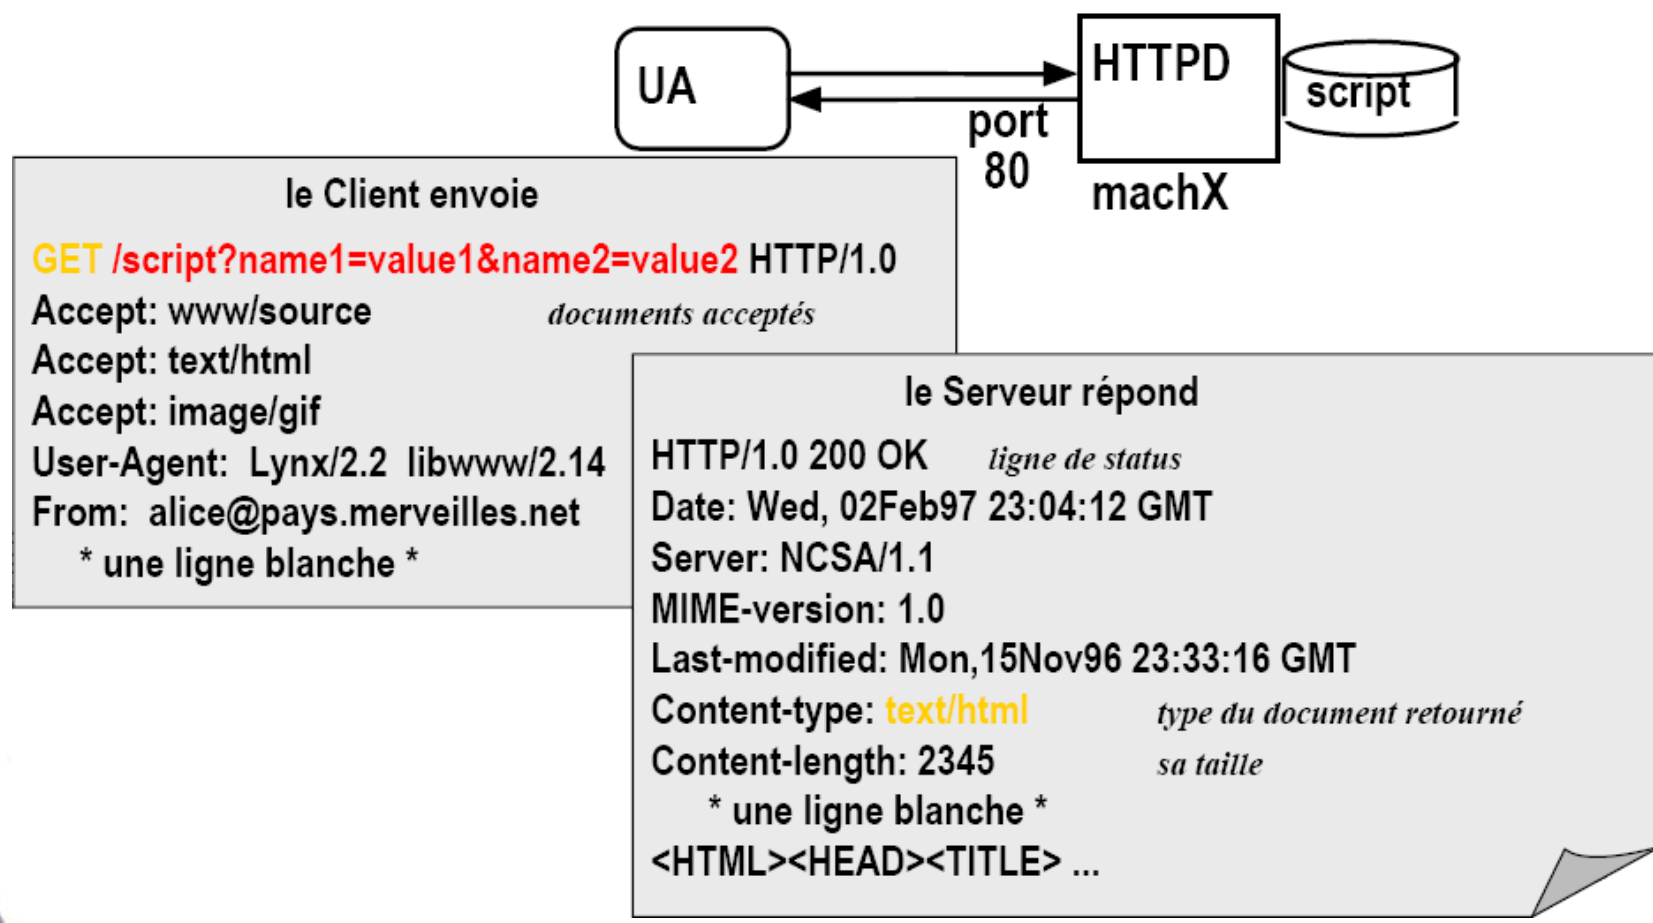 UA
HTTPD
script
port
80
machX
le Client envoie
GET /script?name1=value1&name2=value2 HTTP/1.0
Accept: www/source documents acceptés
Accept: text/html
Accept: image/gif
User-Agent: Lynx/2.2 libwww/2.14
From: alice@pays.merveilles.net
* une ligne blanche *
le Serveur répond
HTTP/1.0 200 OK ligne de status
Date: Wed, 02Feb97 23:04:12 GMT
Server: NCSA/1.1
MIME-version: 1.0
Last-modified: Mon,15Nov96 23:33:16 GMT
Content-type: text/html type du document retourné
Content-length: 2345 sa taille
* une ligne blanche *
<HTML><HEAD><TITLE> ...